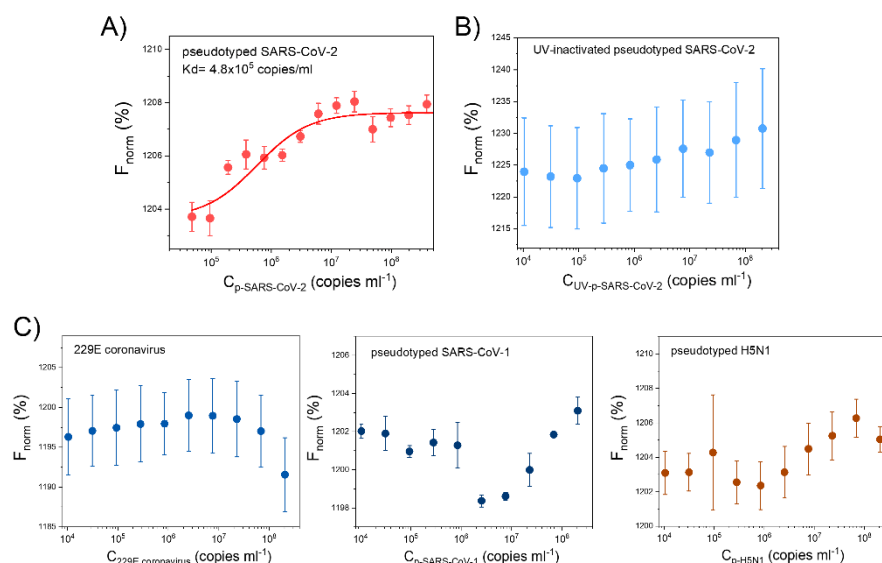 A)
pseudotyped SARS-CoV-2
Kd= 4.8x10⁵ copies/ml
F_norm (%)
1210
1208
1206
1204
10⁵ 10⁶ 10⁷ 10⁸
C_p-SARS-CoV-2 (copies ml⁻¹)
B)
UV-inactivated pseudotyped SARS-CoV-2
F_norm (%)
1245
1240
1235
1230
1225
1220
1215
10⁴ 10⁵ 10⁶ 10⁷ 10⁸
C_UV-p-SARS-CoV-2 (copies ml⁻¹)
C)
229E coronavirus
F_norm (%)
1205
1200
1195
1190
1185
10⁴ 10⁵ 10⁶ 10⁷ 10⁸
C_229E coronavirus (copies ml⁻¹)
pseudotyped SARS-CoV-1
F_norm (%)
1206
1204
1202
1200
1198
10⁴ 10⁵ 10⁶ 10⁷ 10⁸
C_p-SARS-CoV-1 (copies ml⁻¹)
pseudotyped H5N1
F_norm (%)
1210
1208
1206
1204
1202
1200
10⁴ 10⁵ 10⁶ 10⁷ 10⁸
C_p-H5N1 (copies ml⁻¹)